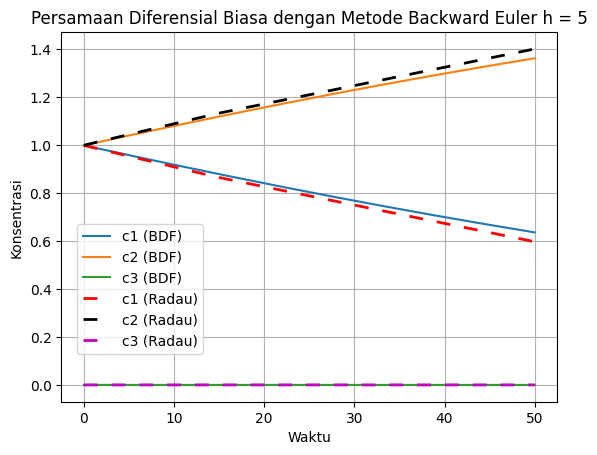 Persamaan Diferensial Biasa dengan Metode Backward Euler h = 5
1.4
1.2
1.0
0.8
0.6
0.4
0.2
0.0
Konsentrasi
c1 (BDF)
c2 (BDF)
c3 (BDF)
c1 (Radau)
c2 (Radau)
c3 (Radau)
0 10 20 30 40 50
Waktu